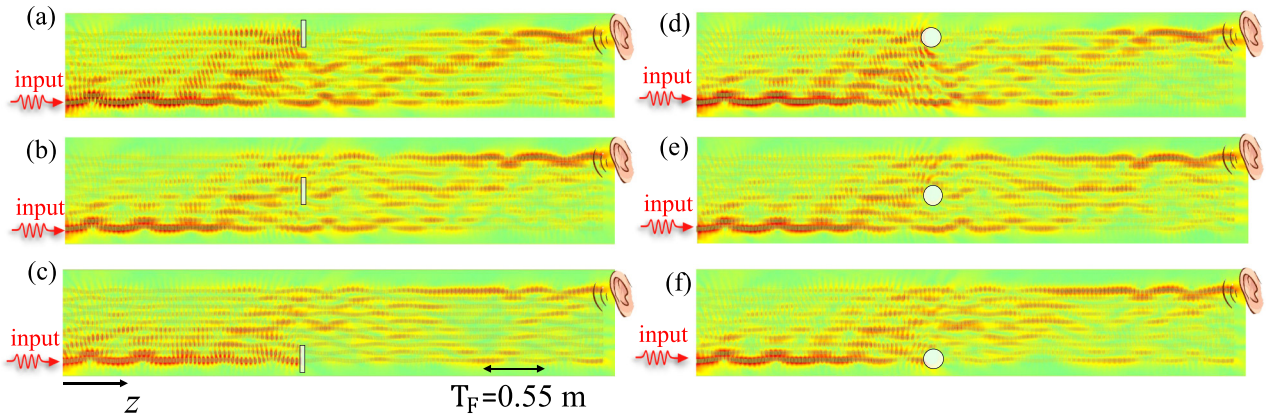 (a)
input
(b)
input
(c)
input
z
T_F=0.55 m
(d)
input
(e)
input
(f)
input